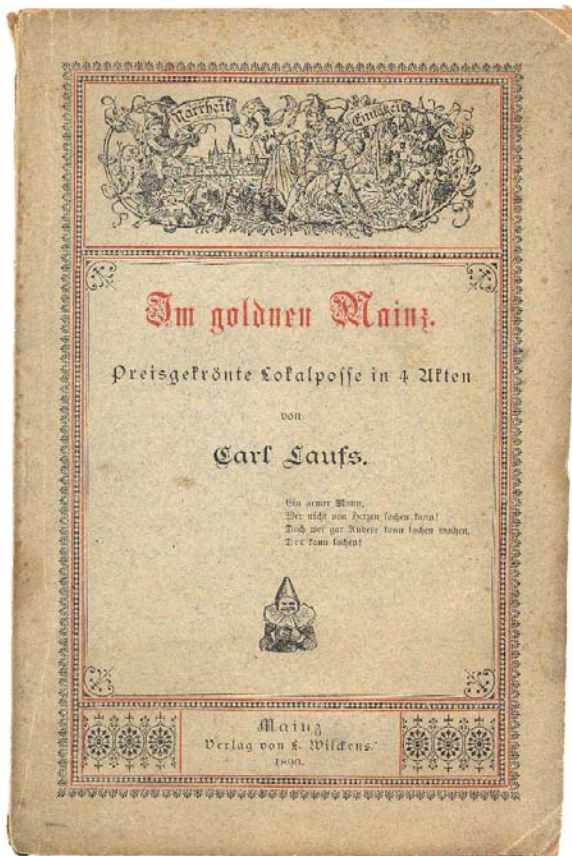 Narrheit Einigkeit
Im goldnen Mainz.
Preisgekrönte Lokalposse in 4 Akten
von
Carl Laufs.
Ein armer Mann,
Wer nicht von Herzen lachen kann!
Doch wer gar Andere kann lachen machen,
Der kann lachen!
Mainz
Verlag von L. Wilckens.
1890.